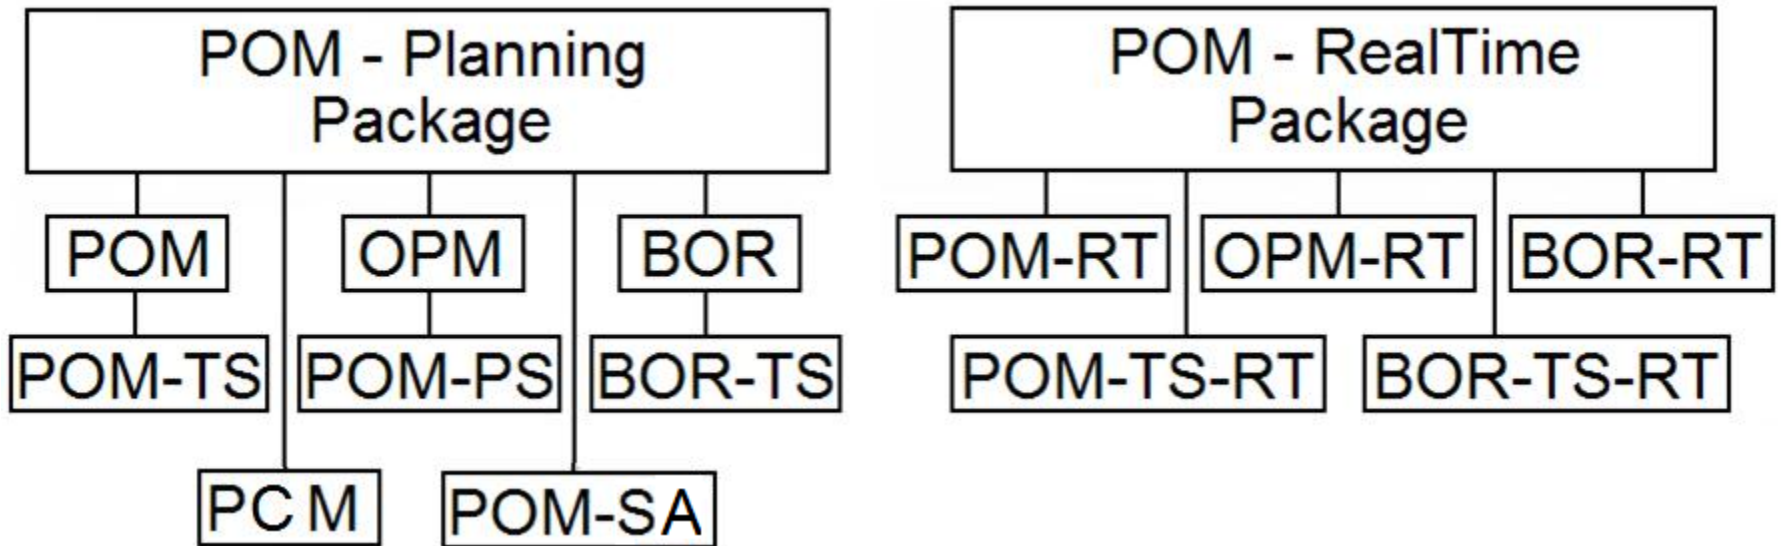 POM - Planning
Package
POM
OPM
BOR
POM-TS
POM-PS
BOR-TS
PCM
POM-SA
POM - RealTime
Package
POM-RT
OPM-RT
BOR-RT
POM-TS-RT
BOR-TS-RT